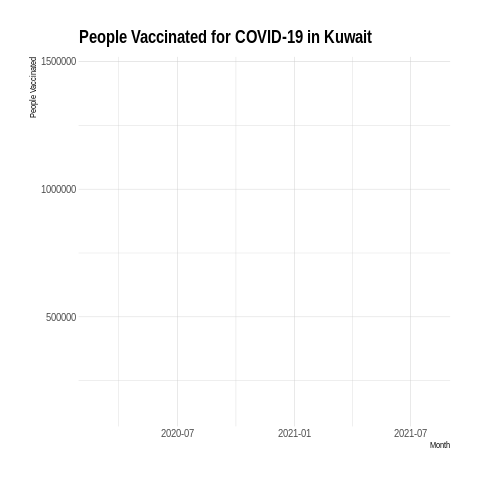 People Vaccinated for COVID-19 in Kuwait
People Vaccinated
1500000
1000000
500000
2020-07 2021-01 2021-07
Month